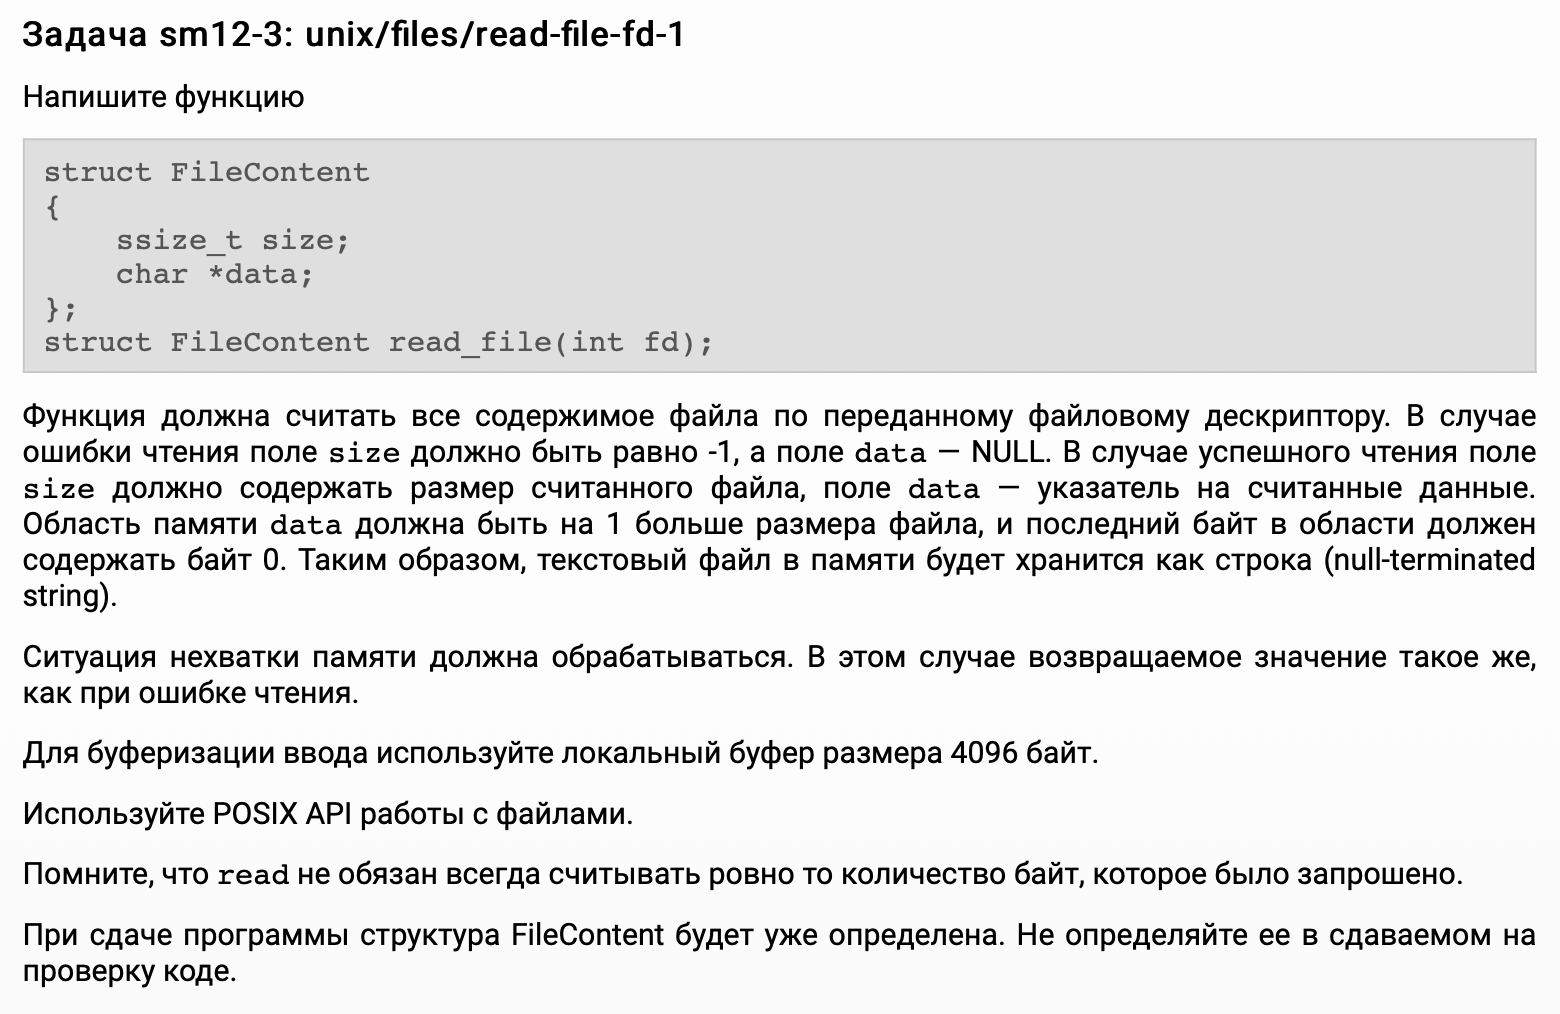 Задача sm12-3: unix/files/read-file-fd-1
Напишите функцию
struct FileContent
{
    ssize_t size;
    char *data;
};
struct FileContent read_file(int fd);
Функция должна считать все содержимое файла по переданному файловому дескриптору. В случае
ошибки чтения поле size должно быть равно -1, а поле data — NULL. В случае успешного чтения поле
size должно содержать размер считанного файла, поле data — указатель на считанные данные.
Область памяти data должна быть на 1 больше размера файла, и последний байт в области должен
содержать байт 0. Таким образом, текстовый файл в памяти будет хранится как строка (null-terminated
string).
Ситуация нехватки памяти должна обрабатываться. В этом случае возвращаемое значение такое же,
как при ошибке чтения.
Для буферизации ввода используйте локальный буфер размера 4096 байт.
Используйте POSIX API работы с файлами.
Помните, что read не обязан всегда считывать ровно то количество байт, которое было запрошено.
При сдаче программы структура FileContent будет уже определена. Не определяйте ее в сдаваемом на
проверку коде.